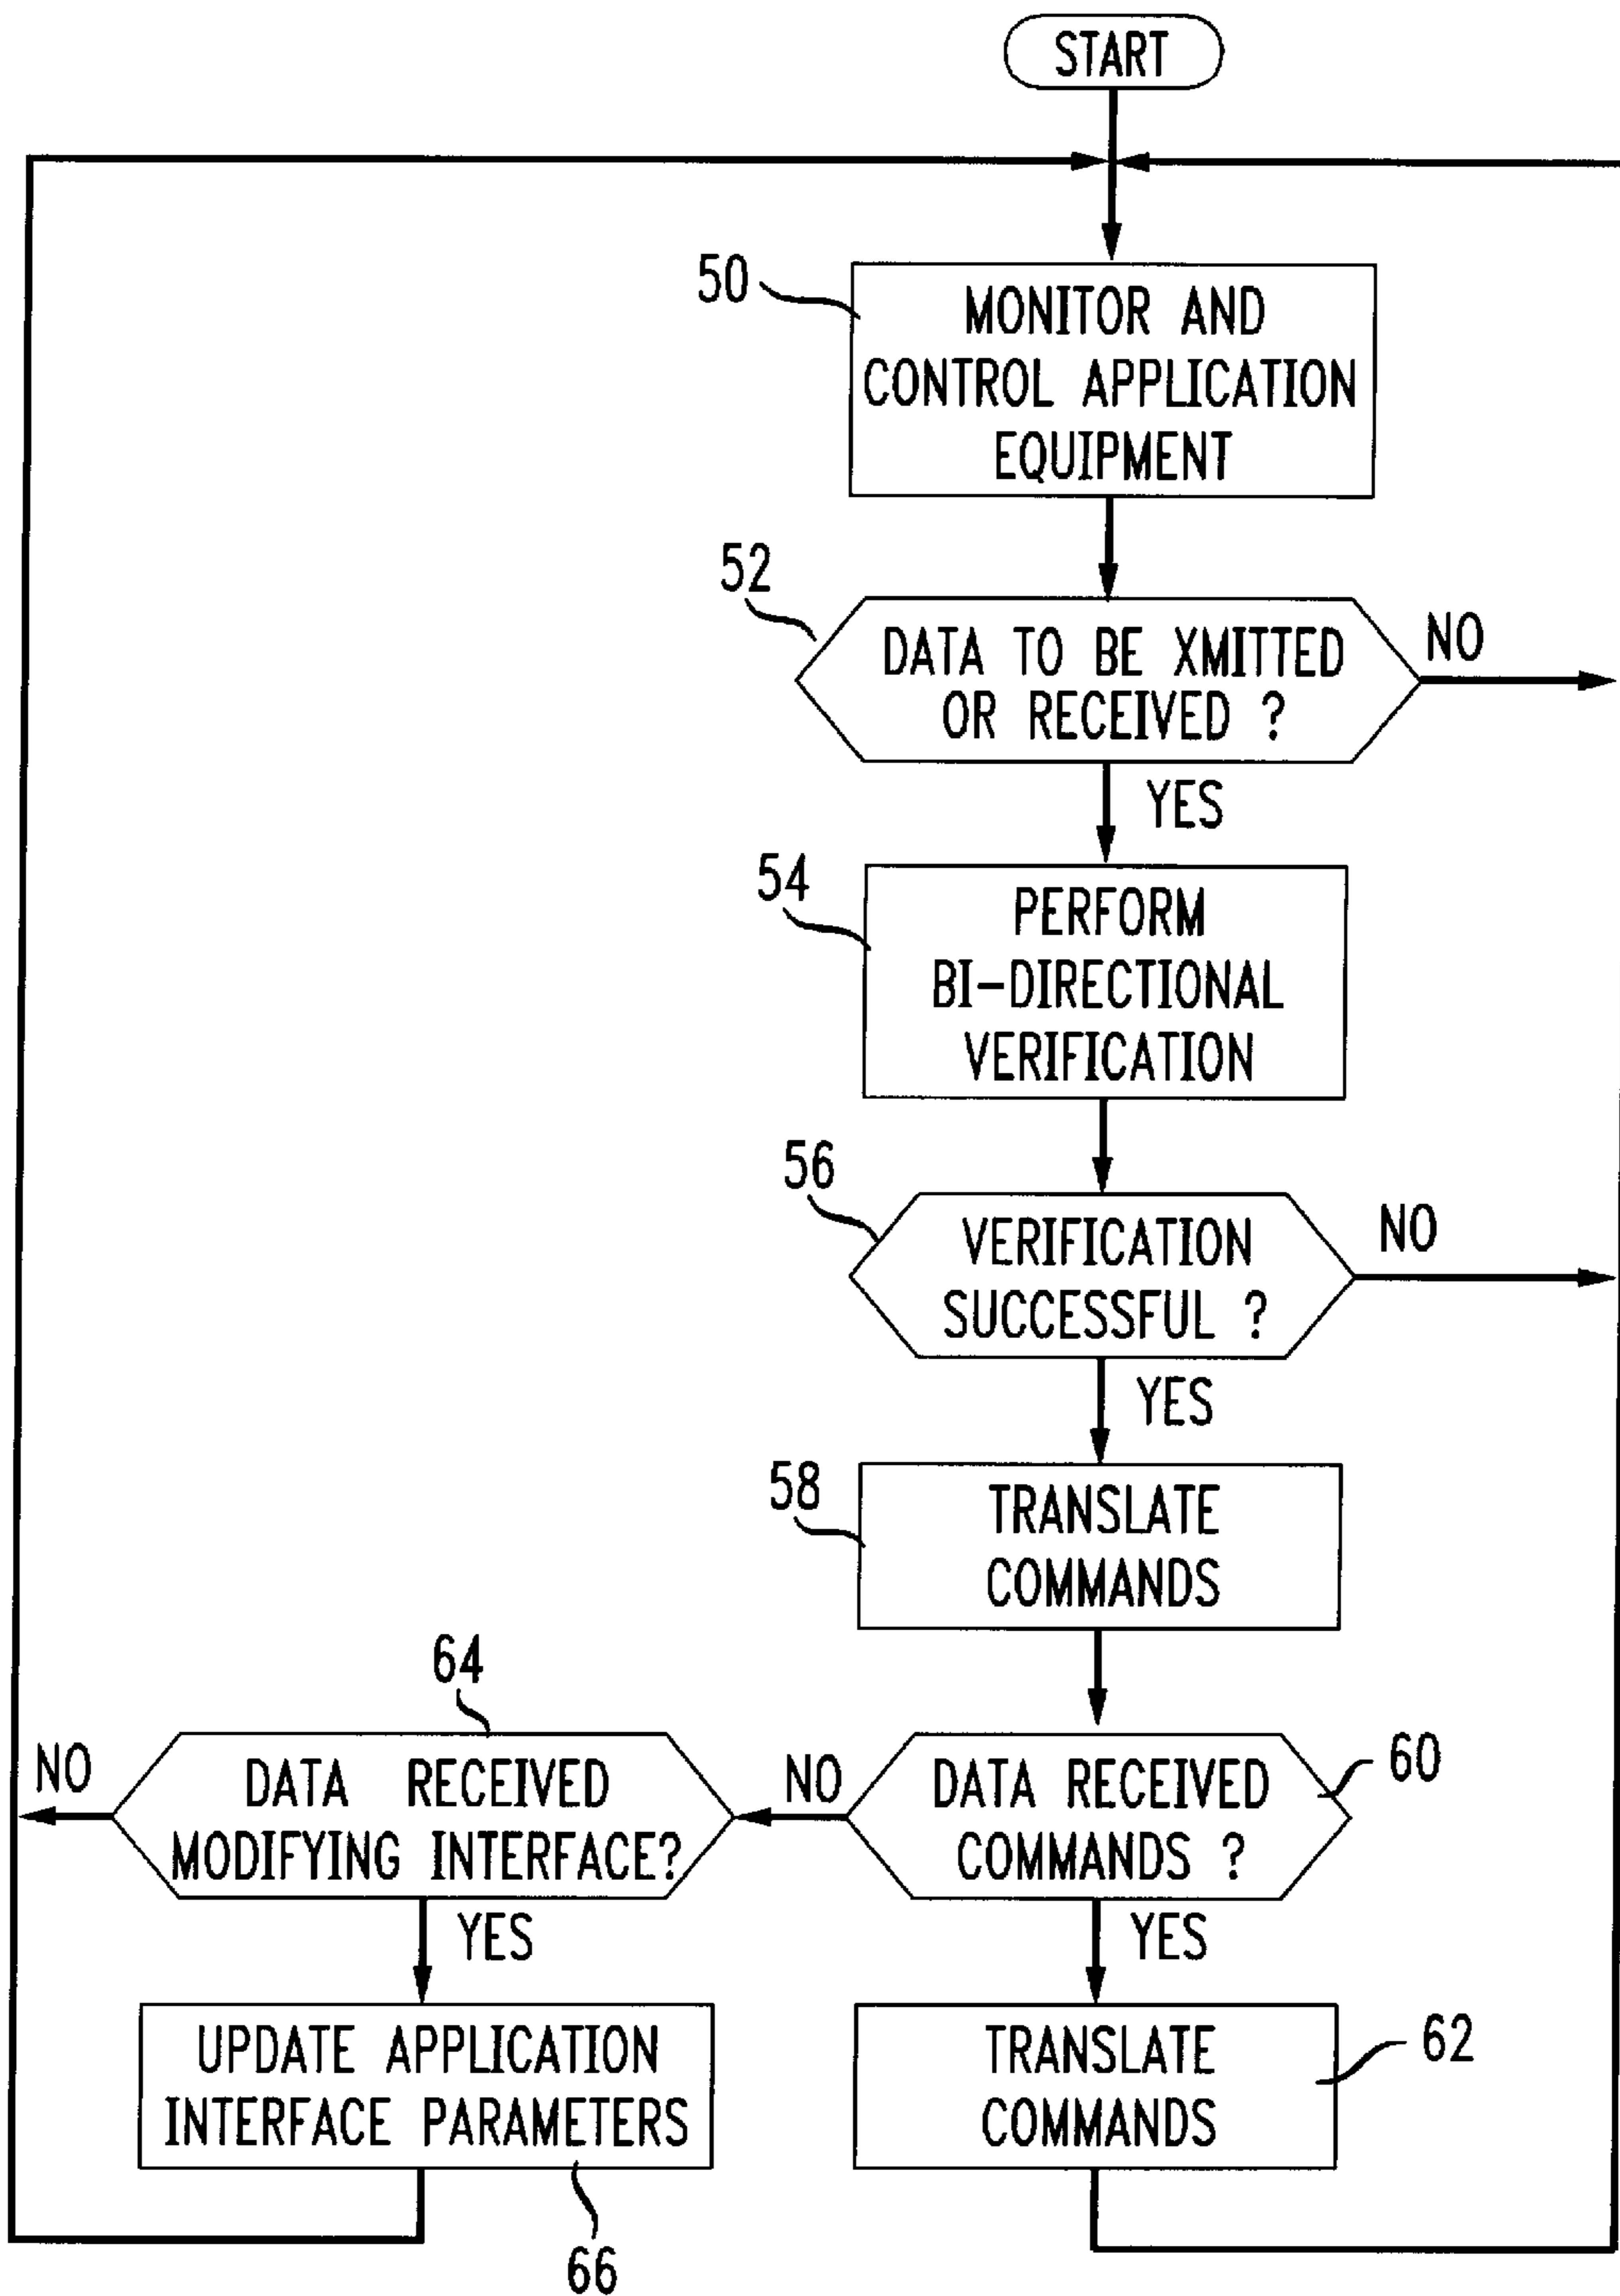 START
50
MONITOR AND
CONTROL APPLICATION
EQUIPMENT
52
DATA TO BE XMITTED
OR RECEIVED ?
NO
YES
54
PERFORM
BI-DIRECTIONAL
VERIFICATION
56
VERIFICATION
SUCCESSFUL ?
NO
YES
58
TRANSLATE
COMMANDS
64
NO
DATA RECEIVED
MODIFYING INTERFACE?
NO
DATA RECEIVED
COMMANDS ?
60
YES
YES
UPDATE APPLICATION
INTERFACE PARAMETERS
66
TRANSLATE
COMMANDS
62